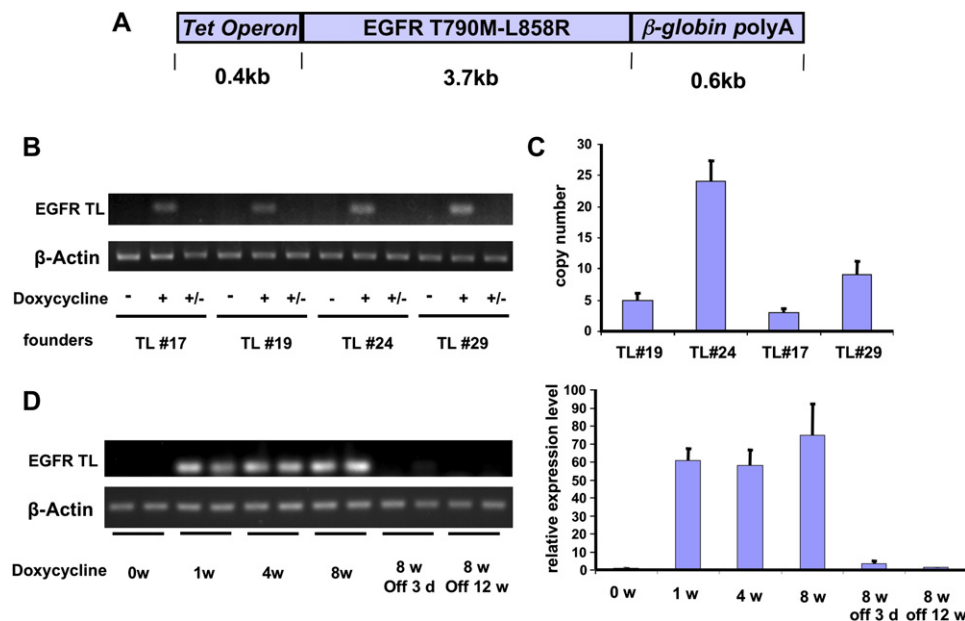 A
Tet Operon EGFR T790M-L858R β-globin polyA
0.4kb 3.7kb 0.6kb
B
EGFR TL
β-Actin
Doxycycline - + +/- - + +/- - + +/- - + +/-
founders TL #17 TL #19 TL #24 TL #29
C
copy number
30
25
20
15
10
5
0
TL#19 TL#24 TL#17 TL#29
D
EGFR TL
β-Actin
Doxycycline 0w 1w 4w 8w 8 w 8 w
Off 3 d Off 12 w
relative expression level
100
90
80
70
60
50
40
30
20
10
0
0 w 1 w 4 w 8 w 8 w 8 w
off 3 d off 12 w